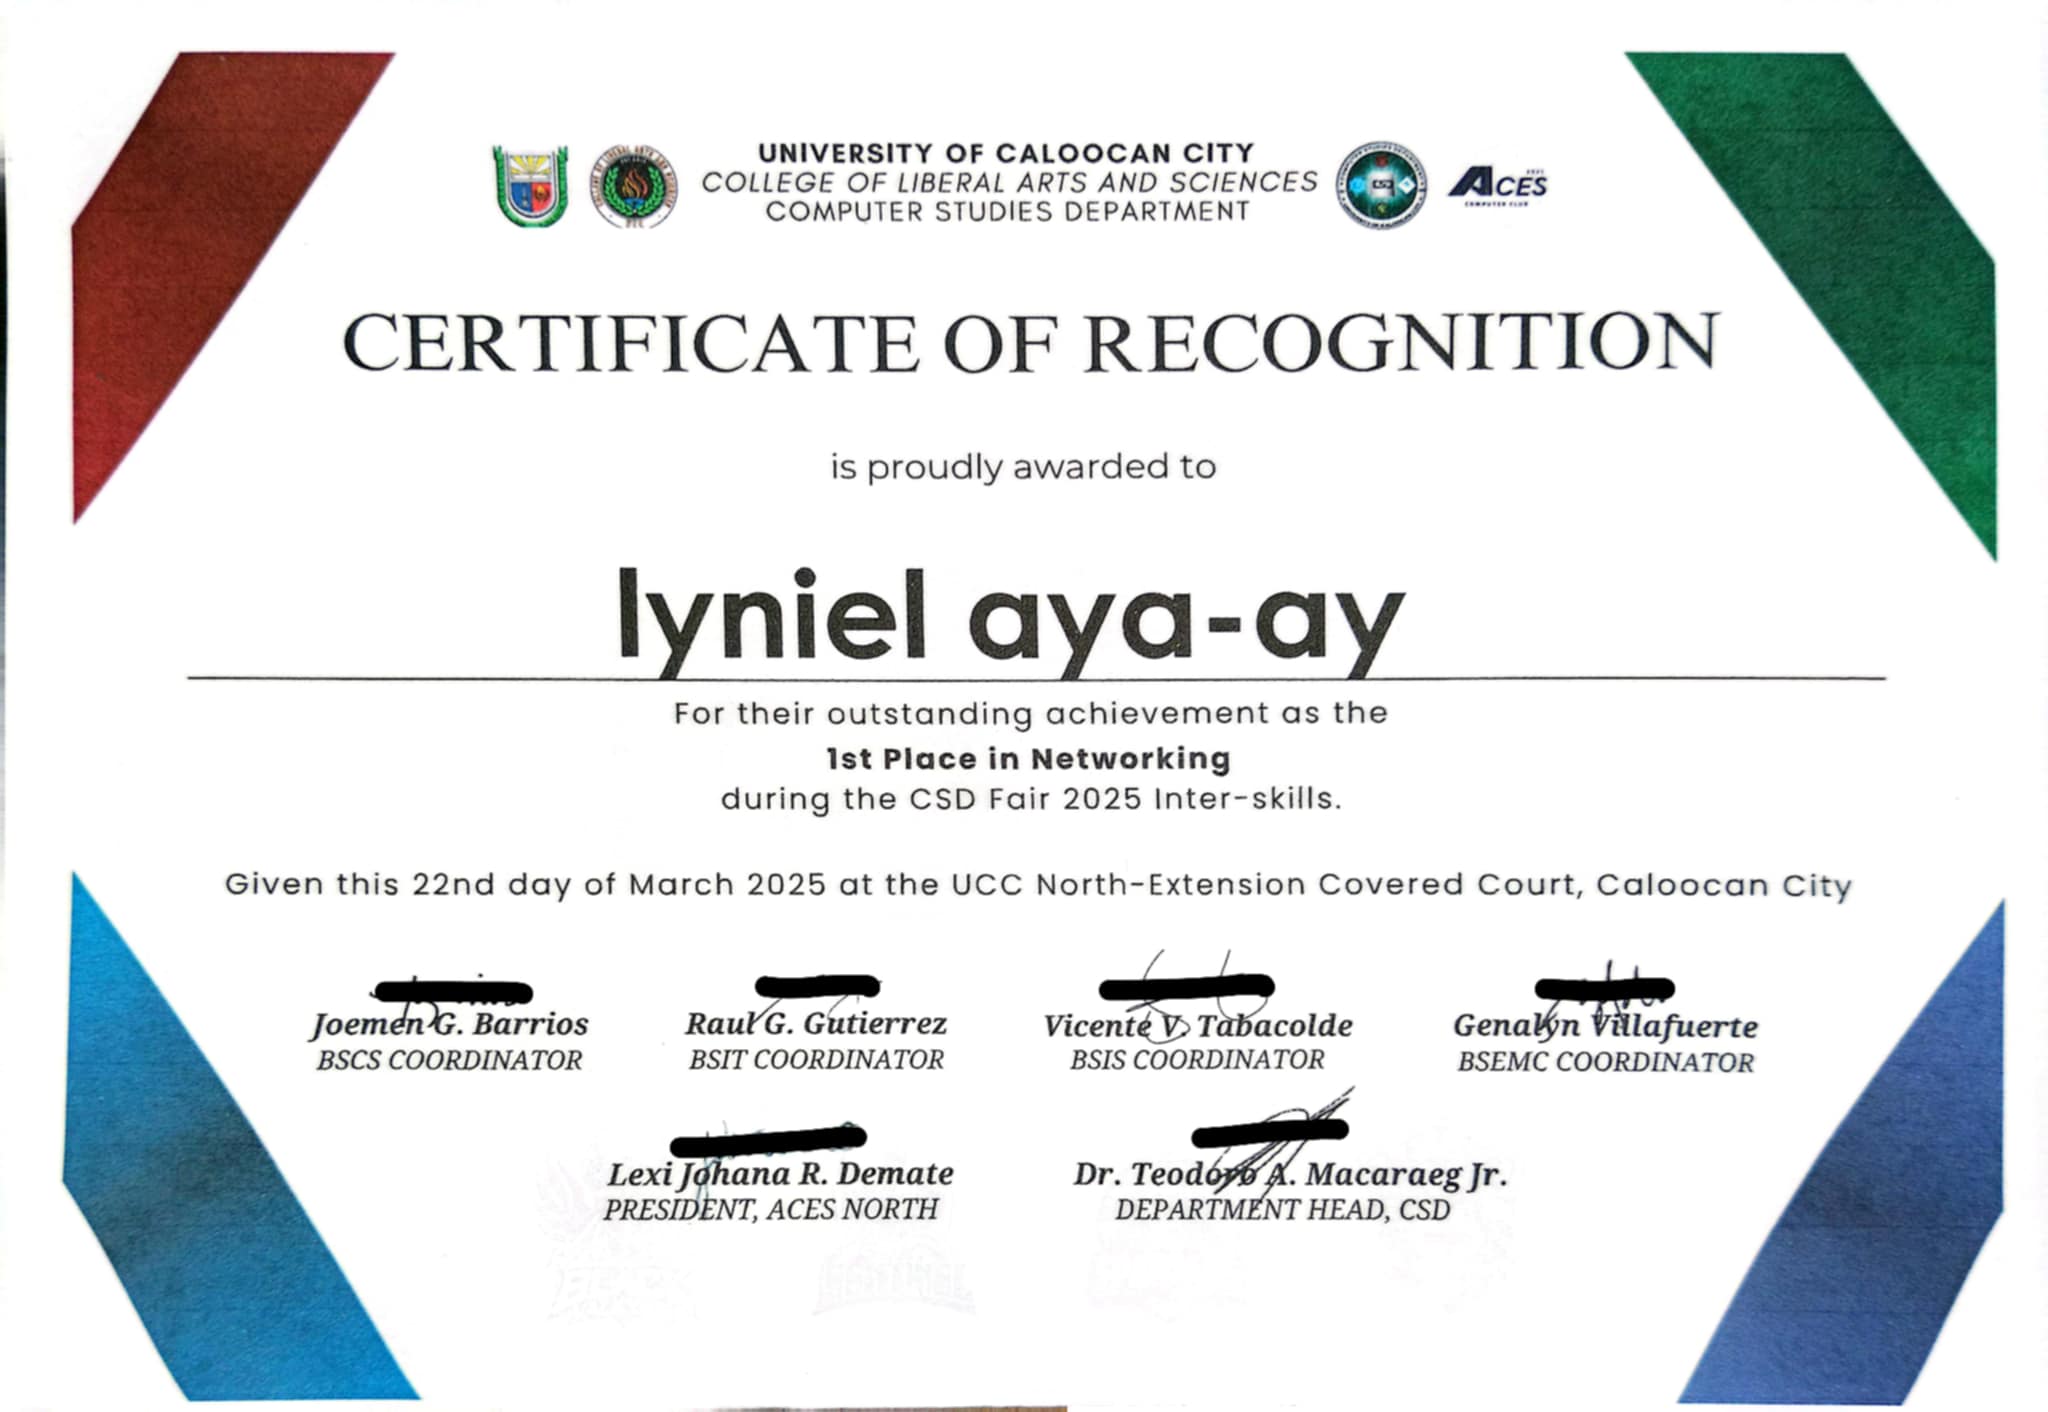 UNIVERSITY OF CALOOCAN CITY
COLLEGE OF LIBERAL ARTS AND SCIENCES
COMPUTER STUDIES DEPARTMENT
ACES
COMPUTER CLUB
CERTIFICATE OF RECOGNITION
is proudly awarded to
lyniel aya-ay
For their outstanding achievement as the
1st Place in Networking
during the CSD Fair 2025 Inter-skills.
Given this 22nd day of March 2025 at the UCC North-Extension Covered Court, Caloocan City
Joemen G. Barrios
BSCS COORDINATOR
Raul G. Gutierrez
BSIT COORDINATOR
Vicente V. Tabacolde
BSIS COORDINATOR
Genalyn Villafuerte
BSEMC COORDINATOR
Lexi Johana R. Demate
PRESIDENT, ACES NORTH
Dr. Teodoro A. Macaraeg Jr.
DEPARTMENT HEAD, CSD